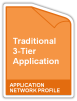 Traditional
3-Tier
Application
APPLICATION
NETWORK PROFILE